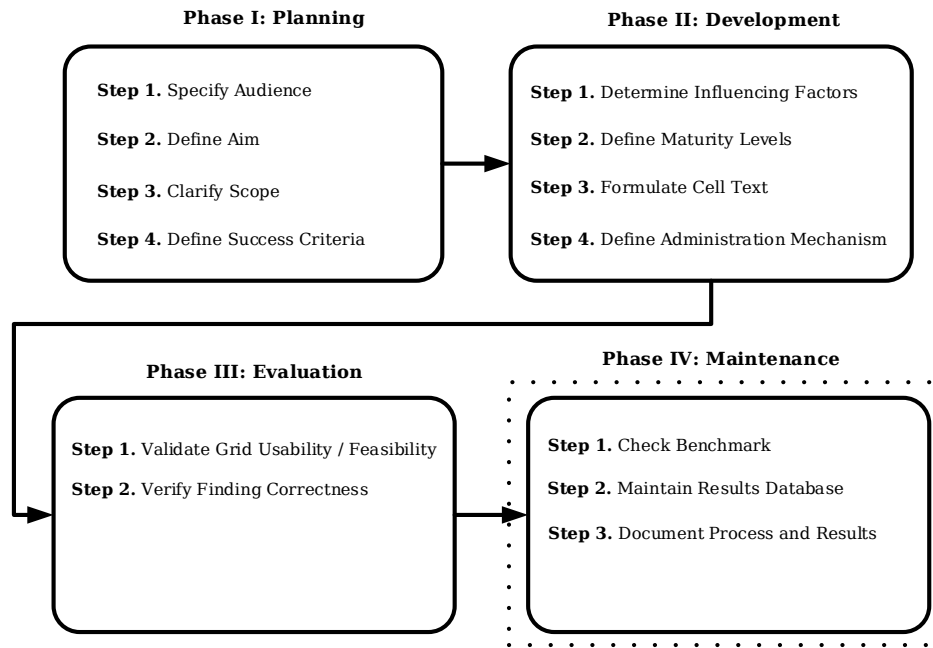 Phase I: Planning
Step 1. Specify Audience
Step 2. Define Aim
Step 3. Clarify Scope
Step 4. Define Success Criteria
Phase II: Development
Step 1. Determine Influencing Factors
Step 2. Define Maturity Levels
Step 3. Formulate Cell Text
Step 4. Define Administration Mechanism
Phase III: Evaluation
Step 1. Validate Grid Usability / Feasibility
Step 2. Verify Finding Correctness
Phase IV: Maintenance
Step 1. Check Benchmark
Step 2. Maintain Results Database
Step 3. Document Process and Results